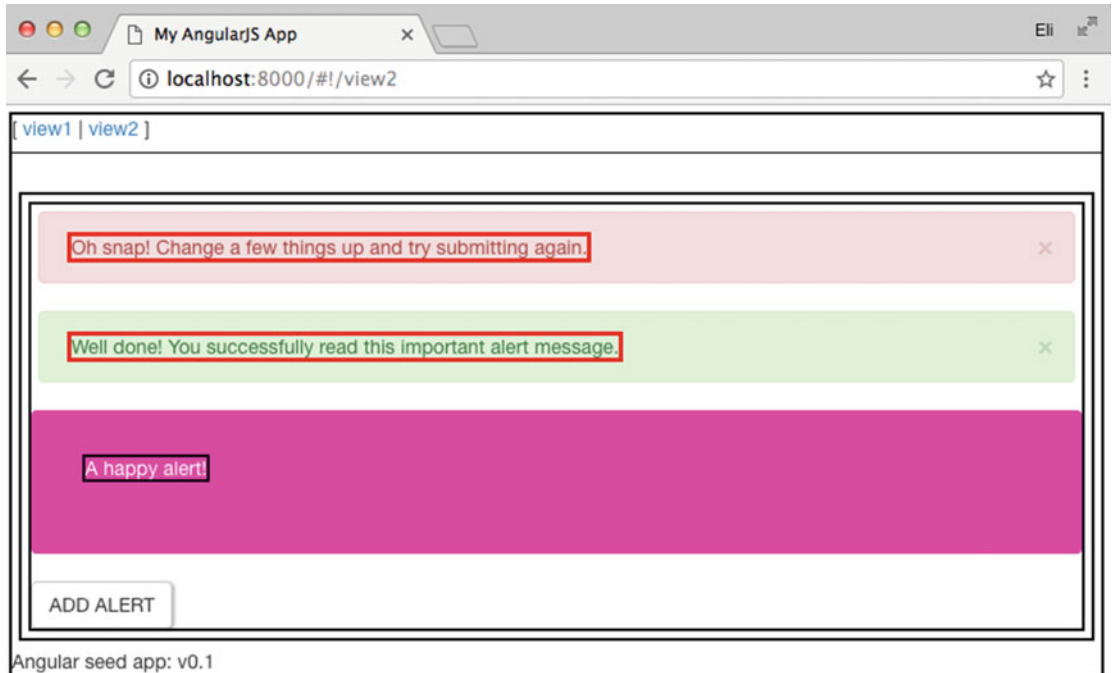 My AngularJS App
Eli
localhost:8000/#!/view2
[ view1 | view2 ]
Oh snap! Change a few things up and try submitting again.
Well done! You successfully read this important alert message.
A happy alert!
ADD ALERT
Angular seed app: v0.1